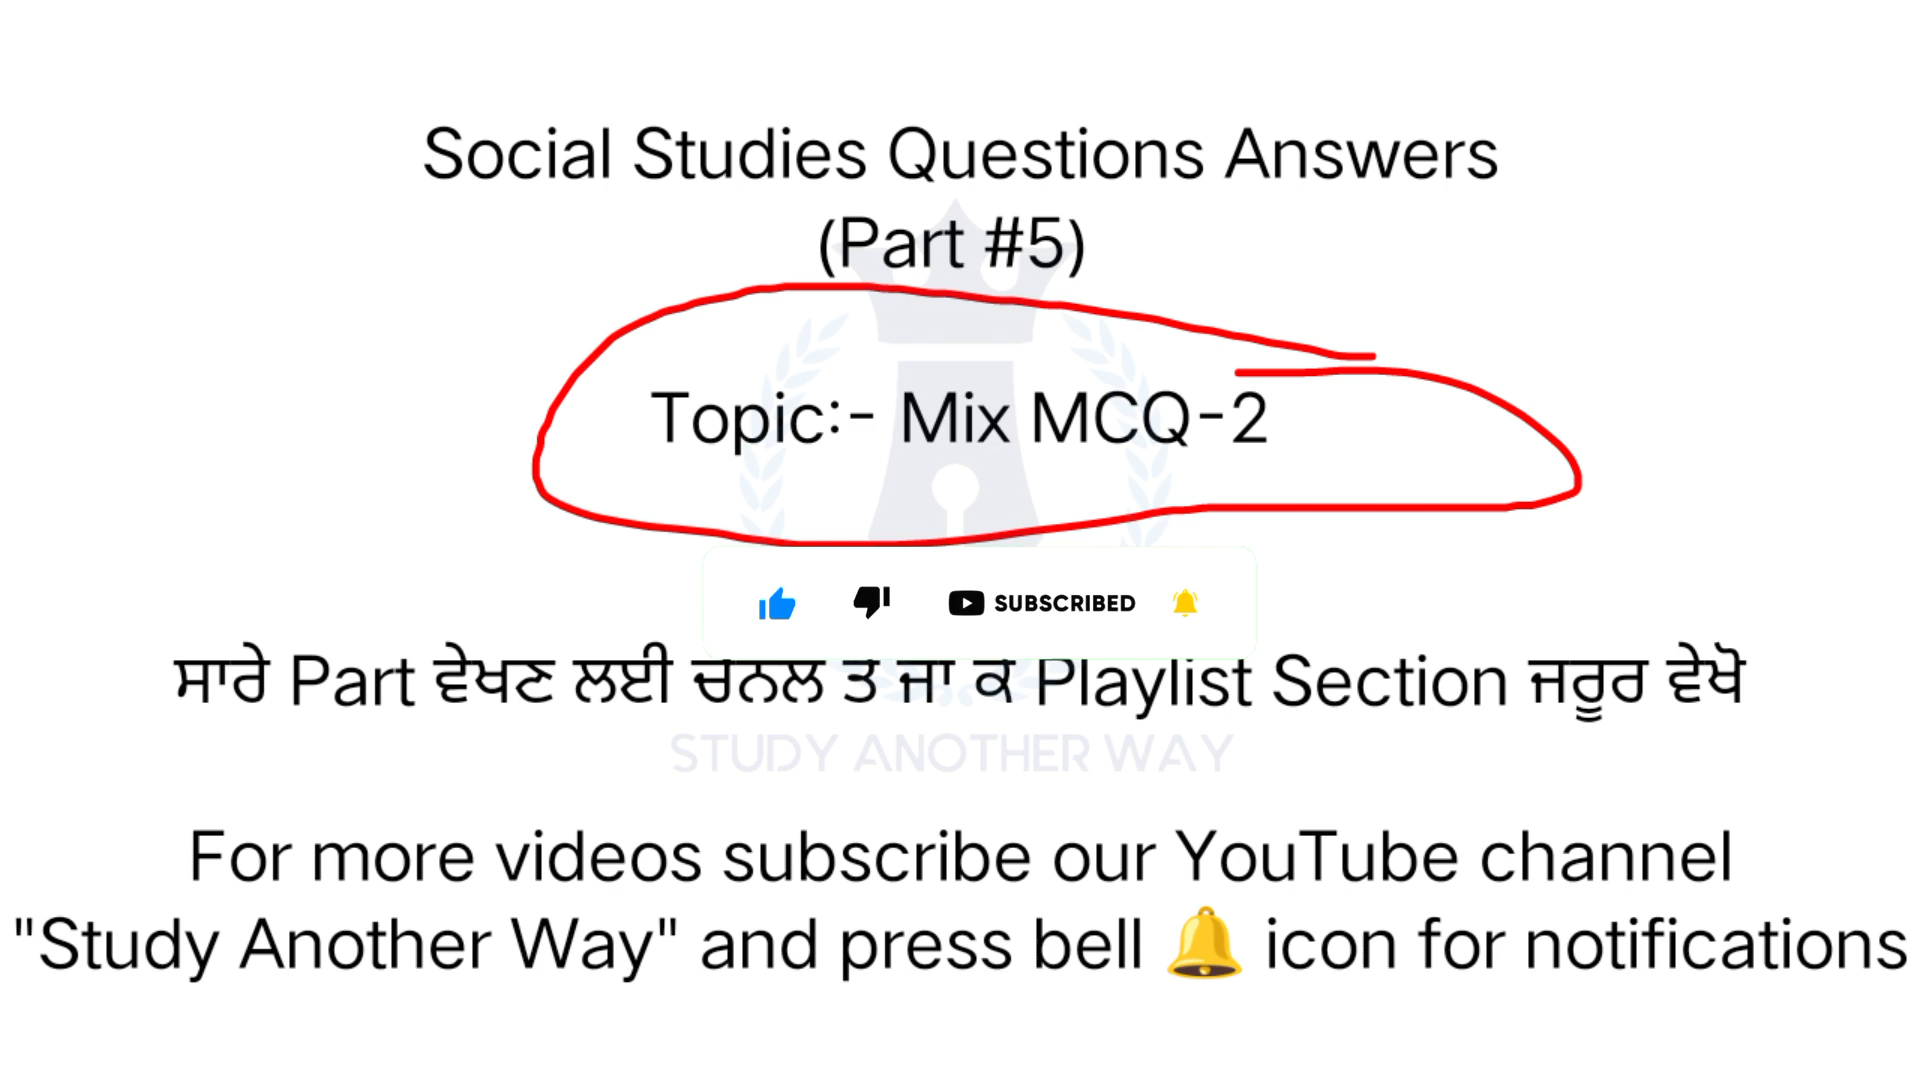 Social Studies Questions Answers
(Part #5)
Topic:- Mix MCQ-2
SUBSCRIBED
ਸਾਰੇ Part ਵੇਖਣ ਲਈ ਚੈਨਲ ਤੇ ਜਾ ਕੇ Playlist Section ਜਰੂਰ ਵੇਖੋ
STUDY ANOTHER WAY
For more videos subscribe our YouTube channel
"Study Another Way" and press bell 🔔 icon for notifications